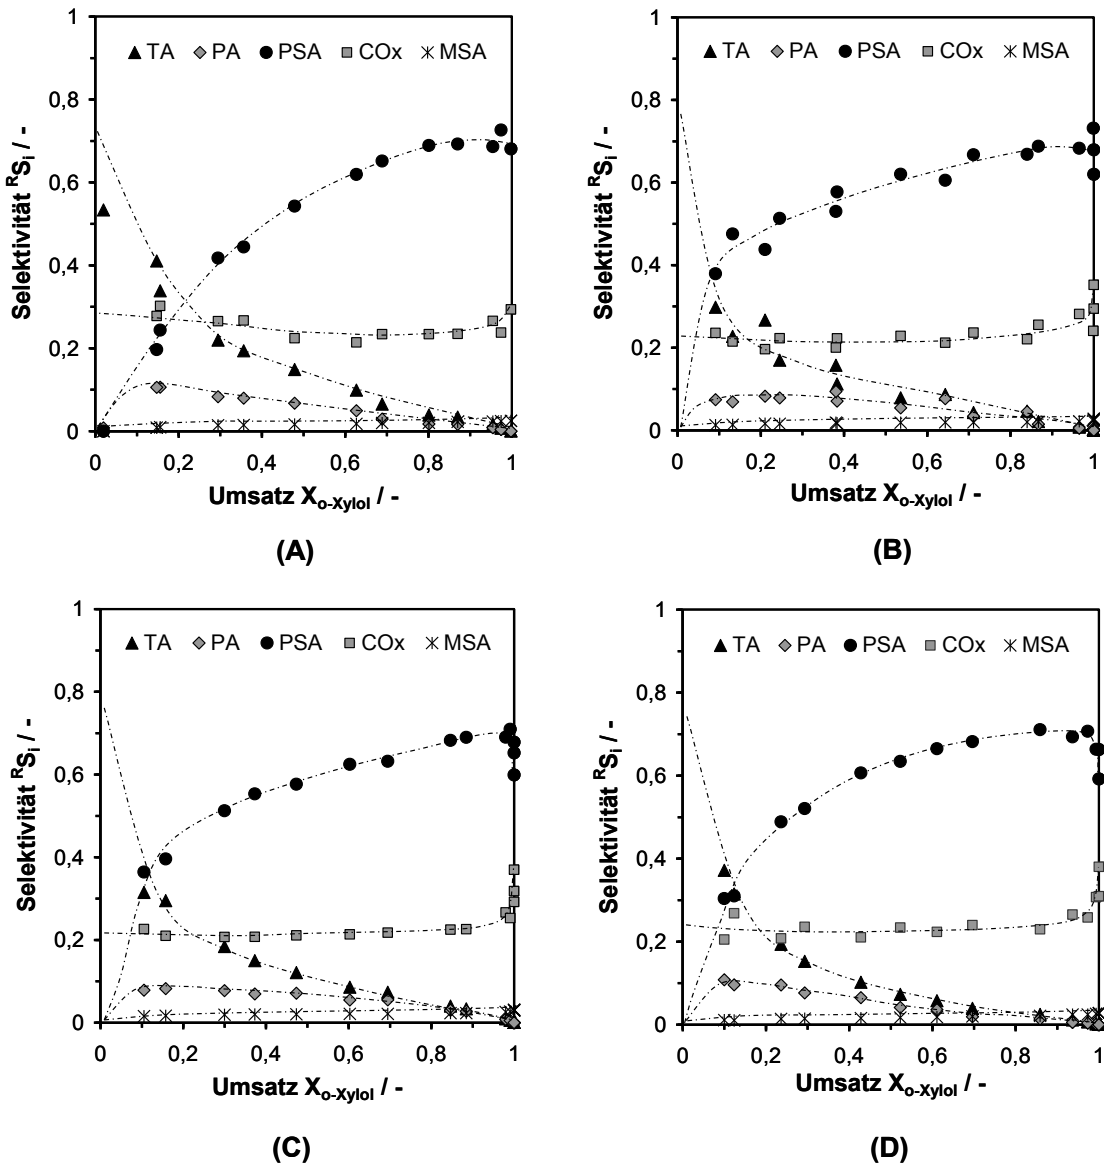 1
0,8
0,6
0,4
0,2
0
Selektivität ᴿSᵢ / -
TA PA PSA COx MSA
0 0,2 0,4 0,6 0,8 1
Umsatz Xo-Xylol / -
(A)
1
0,8
0,6
0,4
0,2
0
Selektivität ᴿSᵢ / -
TA PA PSA COx MSA
0 0,2 0,4 0,6 0,8 1
Umsatz Xo-Xylol / -
(B)
1
0,8
0,6
0,4
0,2
0
Selektivität ᴿSᵢ / -
TA PA PSA COx MSA
0 0,2 0,4 0,6 0,8 1
Umsatz Xo-Xylol / -
(C)
1
0,8
0,6
0,4
0,2
0
Selektivität ᴿSᵢ / -
TA PA PSA COx MSA
0 0,2 0,4 0,6 0,8 1
Umsatz Xo-Xylol / -
(D)